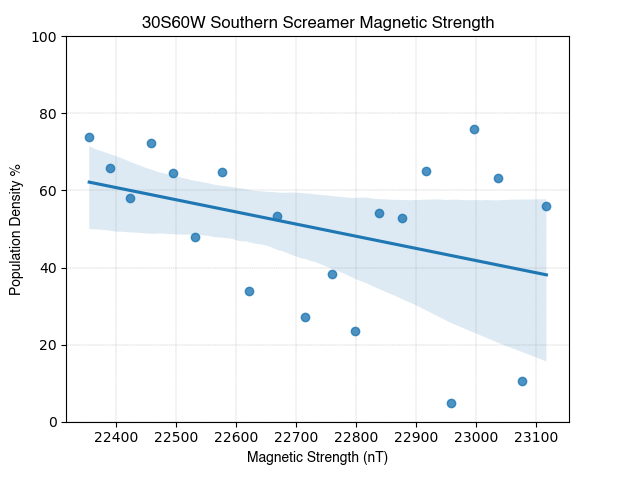 30S60W Southern Screamer Magnetic Strength
100
80
60
40
20
0
Population Density %
22400 22500 22600 22700 22800 22900 23000 23100
Magnetic Strength (nT)